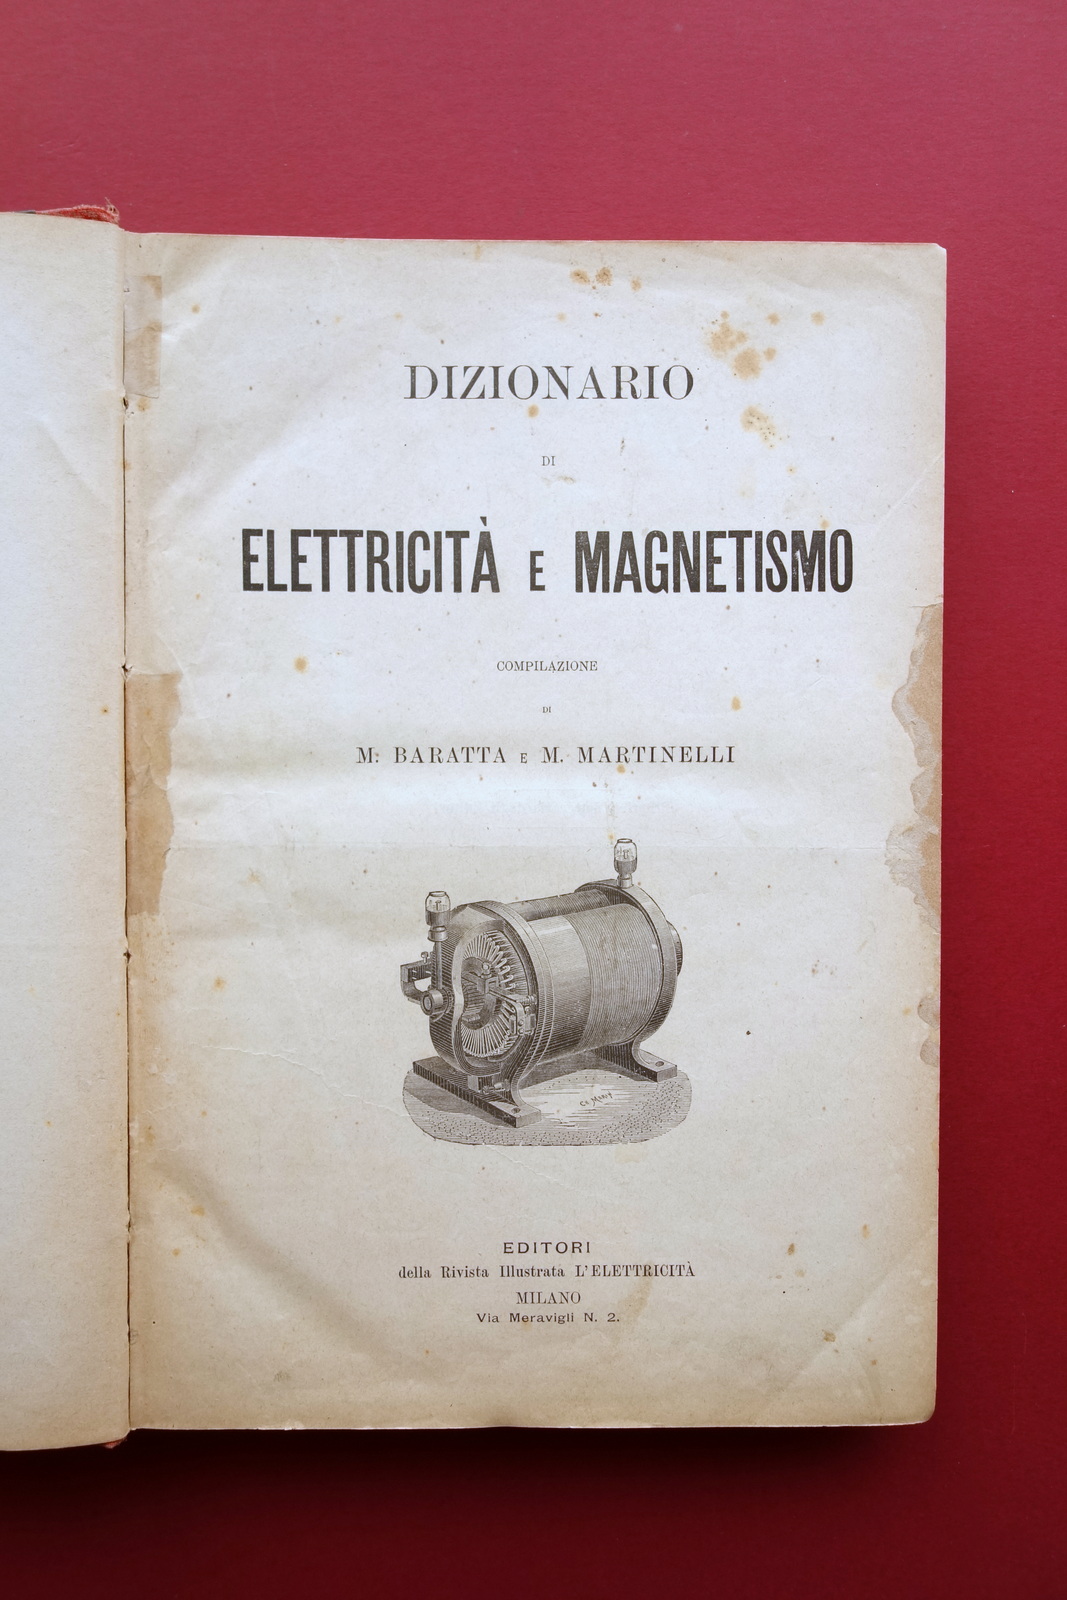 DIZIONARIO
DI
ELETTRICITÀ E MAGNETISMO
COMPILAZIONE
DI
M. BARATTA E M. MARTINELLI
EDITORI
della Rivista Illustrata L'ELETTRICITÀ
MILANO
Via Meravigli N. 2.